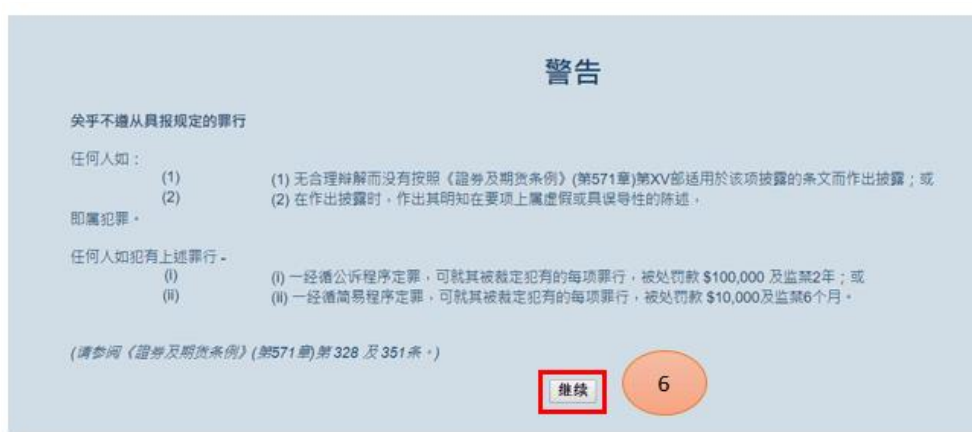 警告
关乎不遵从具报规定的罪行
任何人如：
(1) (1) 无合理辩解而没有按照《證券及期货条例》(第571章)第XV部适用於该项披露的条文而作出披露；或
(2) (2) 在作出披露时，作出其明知在要项上属虚假或具误导性的陈述，
即属犯罪。
任何人如犯有上述罪行 -
(i) (i) 一经循公诉程序定罪，可就其被裁定犯有的每项罪行，被处罚款 $100,000 及监禁2年；或
(ii) (ii) 一经循简易程序定罪，可就其被裁定犯有的每项罪行，被处罚款 $10,000及监禁6个月。
(请参阅《證券及期货条例》(第571章)第 328 及 351条。)
继续
6